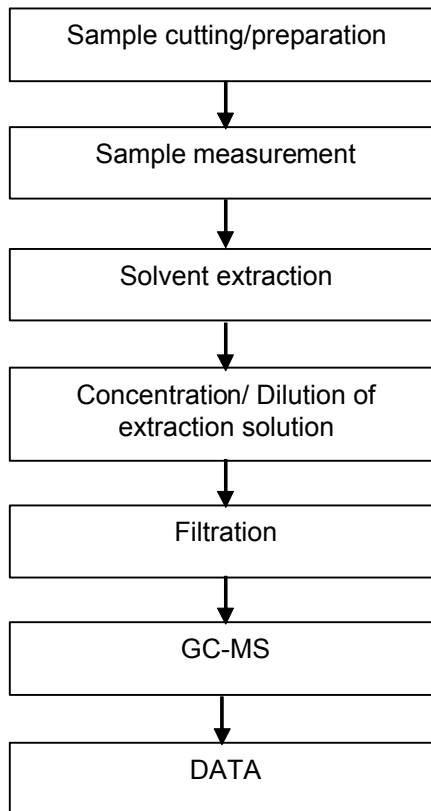 Sample cutting/preparation
Sample measurement
Solvent extraction
Concentration/ Dilution of
extraction solution
Filtration
GC-MS
DATA